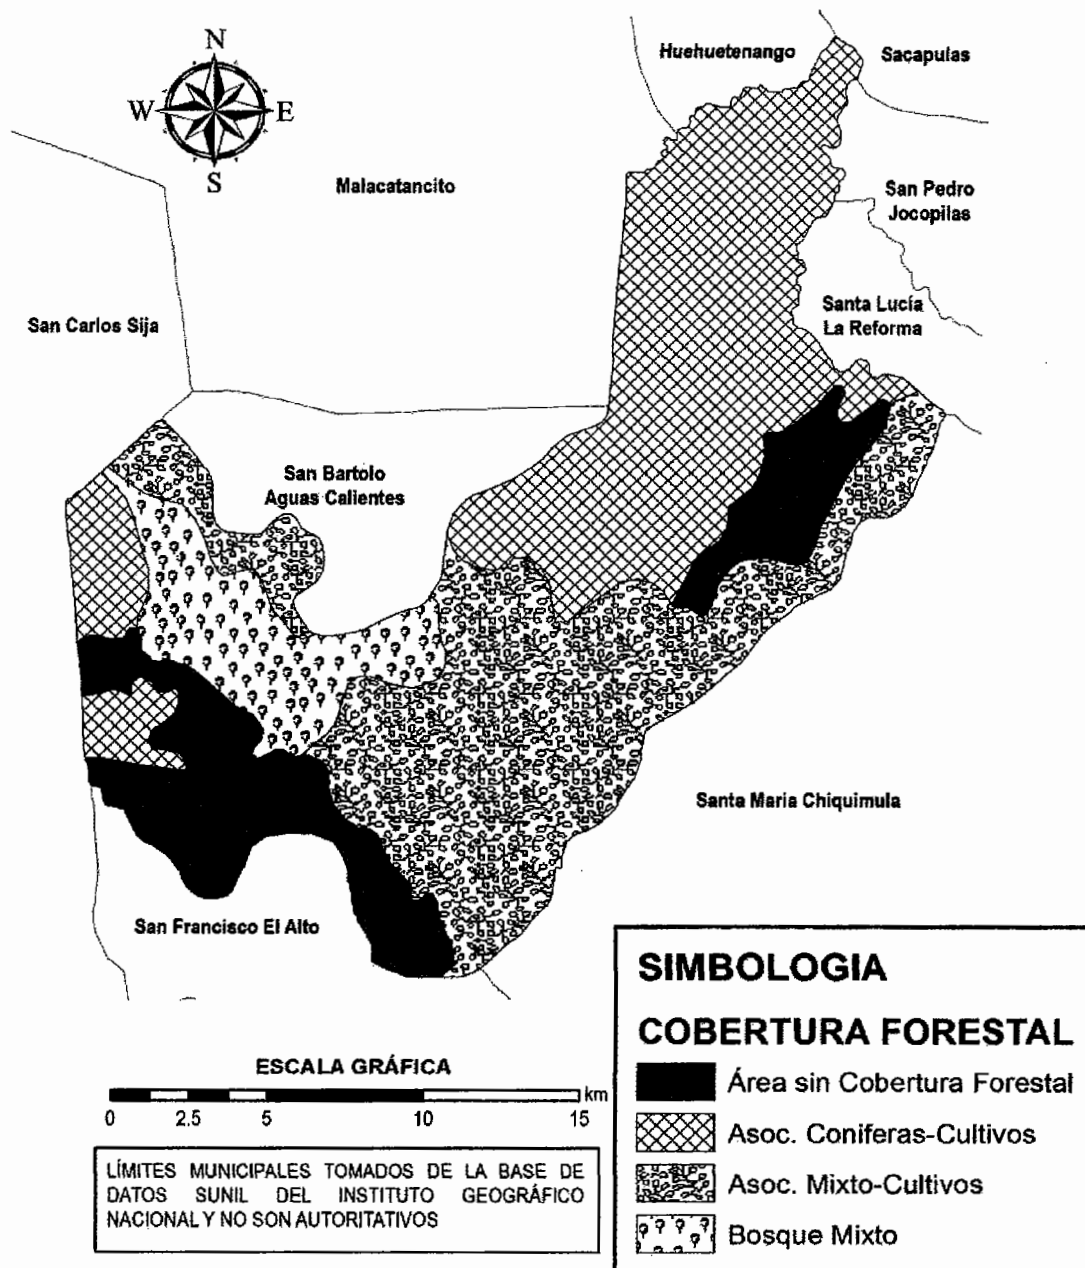 N
W
E
S
Huehuetenango
Sacapulas
Malacatancito
San Pedro
Jocopilas
San Carlos Sija
Santa Lucía
La Reforma
San Bartolo
Aguas Calientes
Santa Maria Chiquimula
San Francisco El Alto
SIMBOLOGIA
COBERTURA FORESTAL
Área sin Cobertura Forestal
Asoc. Coniferas-Cultivos
Asoc. Mixto-Cultivos
Bosque Mixto
ESCALA GRÁFICA
km
0 2.5 5 10 15
LÍMITES MUNICIPALES TOMADOS DE LA BASE DE
DATOS SUNIL DEL INSTITUTO GEOGRÁFICO
NACIONAL Y NO SON AUTORITATIVOS